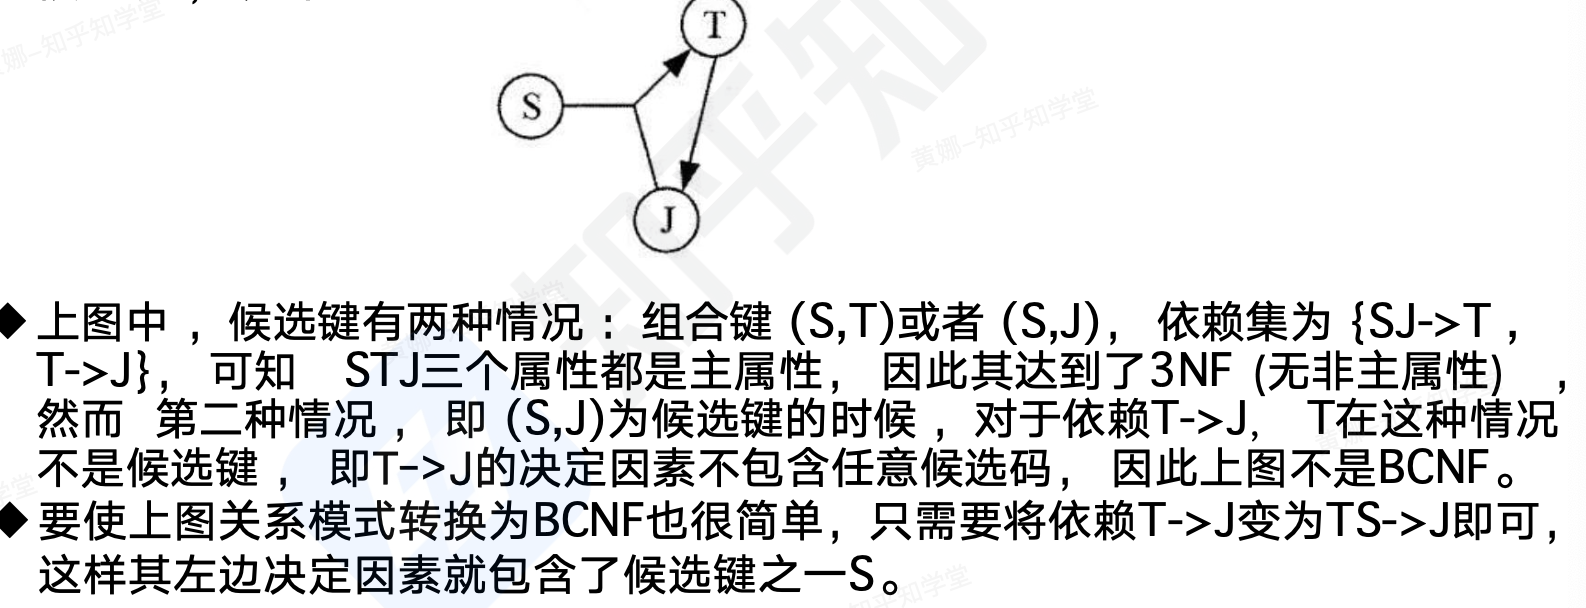 T
S
J
◆上图中，候选键有两种情况：组合键 (S,T)或者 (S,J)，依赖集为 {SJ->T，
T->J}，可知 STJ三个属性都是主属性，因此其达到了3NF (无非主属性) ，
然而 第二种情况，即 (S,J)为候选键的时候，对于依赖T->J， T在这种情况
不是候选键， 即T->J的决定因素不包含任意候选码，因此上图不是BCNF。
◆要使上图关系模式转换为BCNF也很简单，只需要将依赖T->J变为TS->J即可，
这样其左边决定因素就包含了候选键之一S。
娜-知乎知学堂
黄娜-知乎知学堂
知乎知